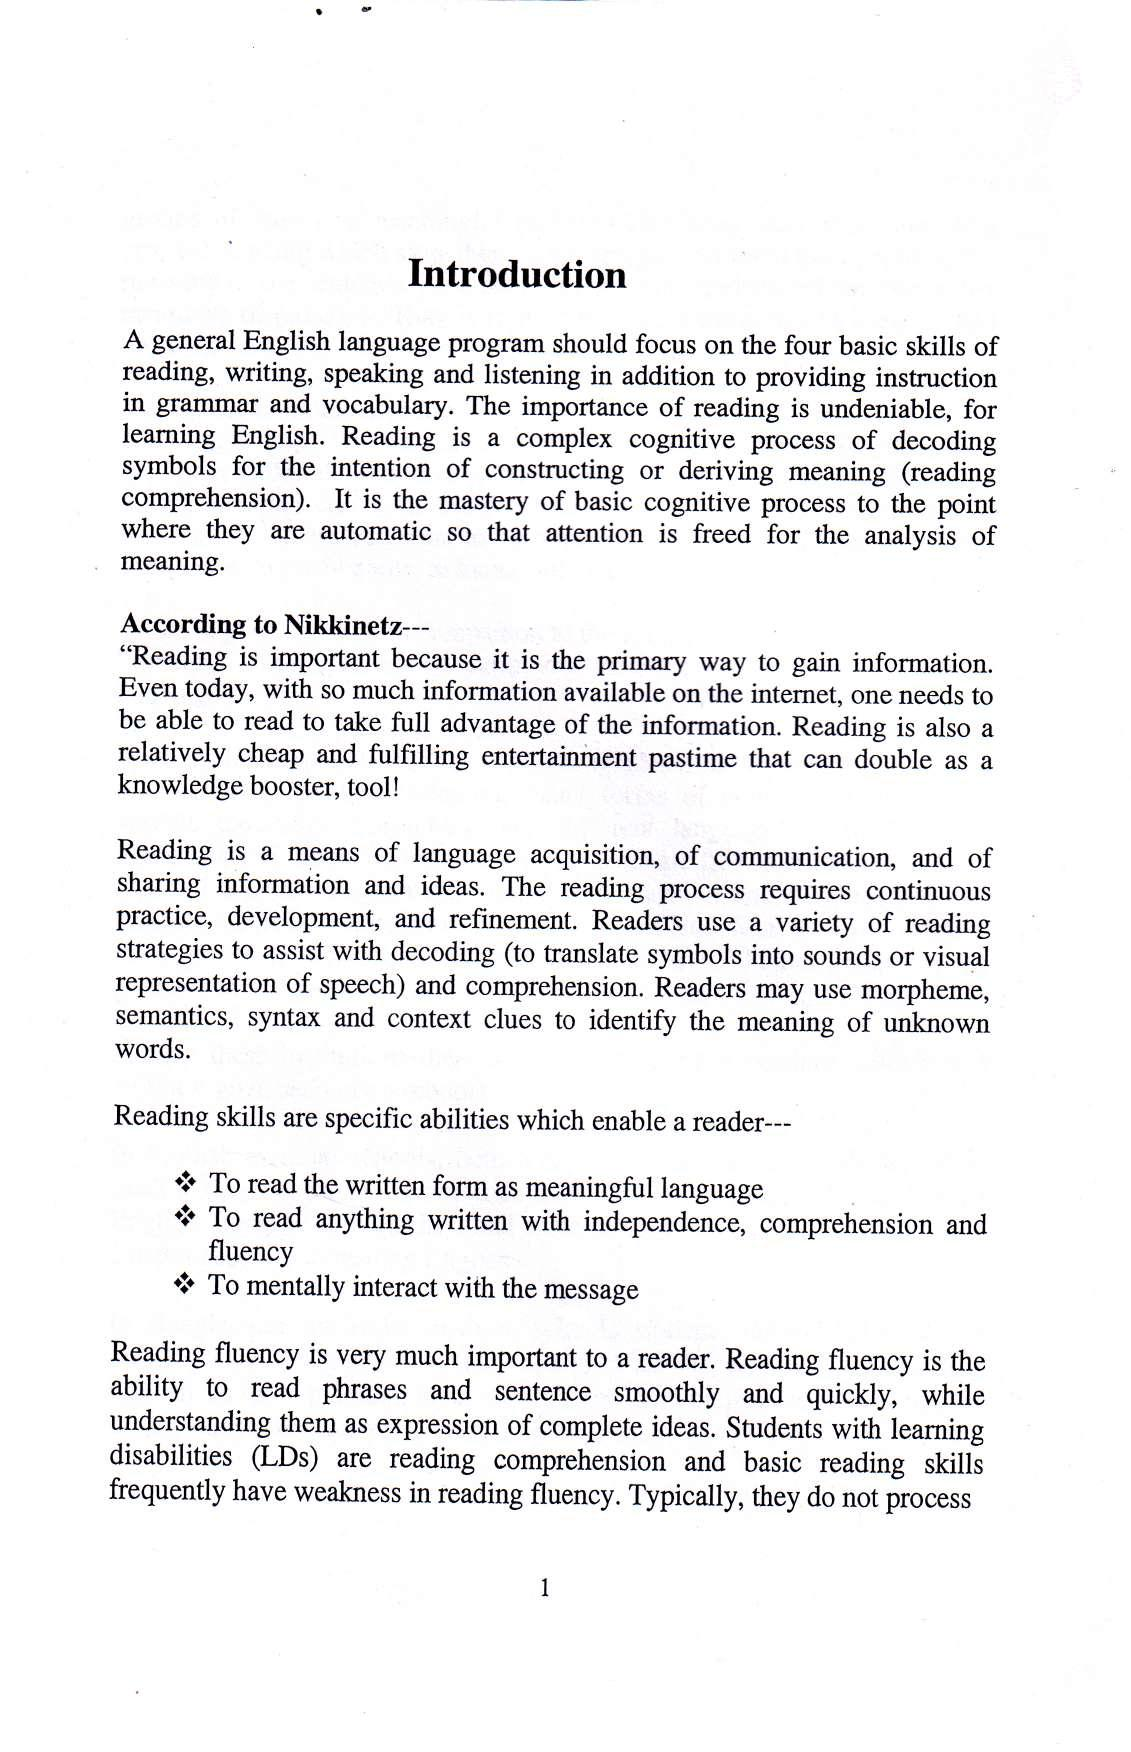 Introduction
A general English language program should focus on the four basic skills of
reading, writing, speaking and listening in addition to providing instruction
in grammar and vocabulary. The importance of reading is undeniable, for
learning English. Reading is a complex cognitive process of decoding
symbols for the intention of constructing or deriving meaning (reading
comprehension). It is the mastery of basic cognitive process to the point
where they are automatic so that attention is freed for the analysis of
meaning.
According to Nikkinetz---
“Reading is important because it is the primary way to gain information.
Even today, with so much information available on the internet, one needs to
be able to read to take full advantage of the information. Reading is also a
relatively cheap and fulfilling entertainment pastime that can double as a
knowledge booster, tool!
Reading is a means of language acquisition, of communication, and of
sharing information and ideas. The reading process requires continuous
practice, development, and refinement. Readers use a variety of reading
strategies to assist with decoding (to translate symbols into sounds or visual
representation of speech) and comprehension. Readers may use morpheme,
semantics, syntax and context clues to identify the meaning of unknown
words.
Reading skills are specific abilities which enable a reader---
❖ To read the written form as meaningful language
❖ To read anything written with independence, comprehension and
fluency
❖ To mentally interact with the message
Reading fluency is very much important to a reader. Reading fluency is the
ability to read phrases and sentence smoothly and quickly, while
understanding them as expression of complete ideas. Students with learning
disabilities (LDs) are reading comprehension and basic reading skills
frequently have weakness in reading fluency. Typically, they do not process
1